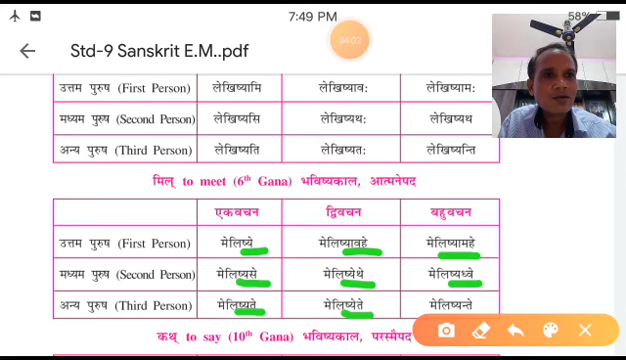 7:49 PM 58%
34:02
Std-9 Sanskrit E.M..pdf
उत्तम पुरुष (First Person) लेखिष्यामि लेखिष्याव: लेखिष्याम:
मध्यम पुरुष (Second Person) लेखिष्यसि लेखिष्यथ: लेखिष्यथ
अन्य पुरुष (Third Person) लेखिष्यति लेखिष्यत: लेखिष्यन्ति
मिल् to meet (6th Gana) भविष्यकाल, आत्मनेपद
एकवचन द्विवचन बहुवचन
उत्तम पुरुष (First Person) मेलिष्ये मेलिष्यावहे मेलिष्यामहे
मध्यम पुरुष (Second Person) मेलिष्यसे मेलिष्येथे मेलिष्यध्वे
अन्य पुरुष (Third Person) मेलिष्यते मेलिष्येते मेलिष्यन्ते
कथ् to say (10th Gana) भविष्यकाल, परस्मैपद